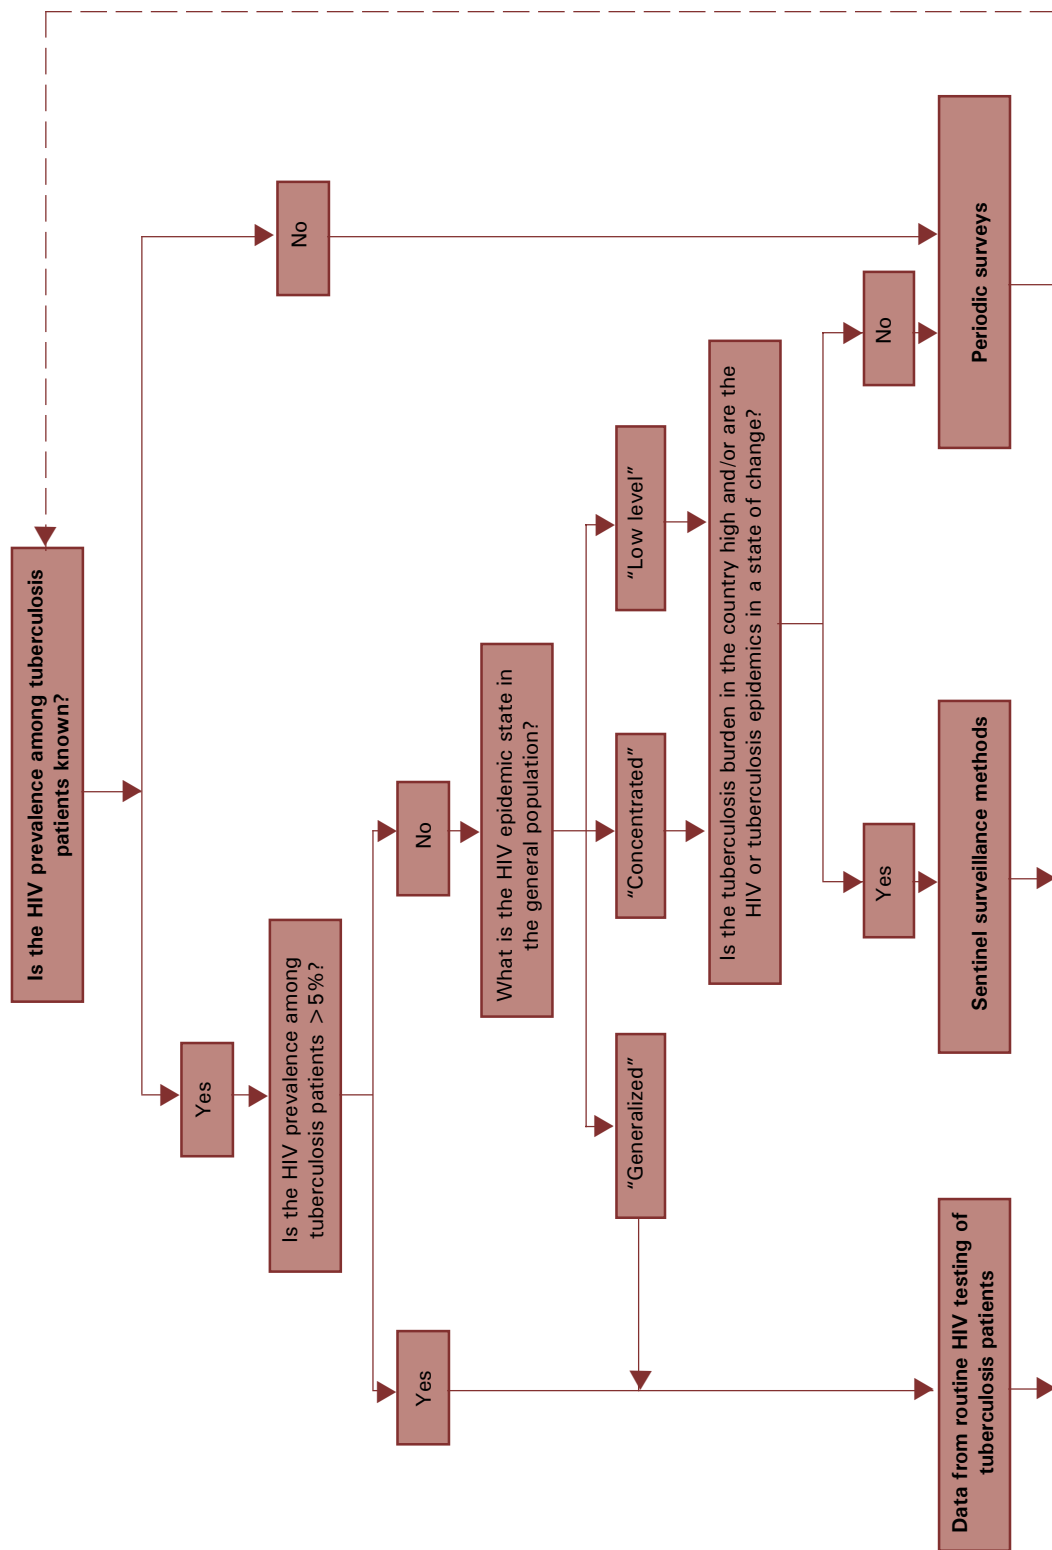 Is the HIV prevalence among tuberculosis
patients known?
Yes
No
Is the HIV prevalence among
tuberculosis patients >5%?
Yes
No
What is the HIV epidemic state in
the general population?
"Generalized"
"Concentrated"
"Low level"
Is the tuberculosis burden in the country high and/or are the
HIV or tuberculosis epidemics in a state of change?
Yes
No
Data from routine HIV testing of
tuberculosis patients
Sentinel surveillance methods
Periodic surveys